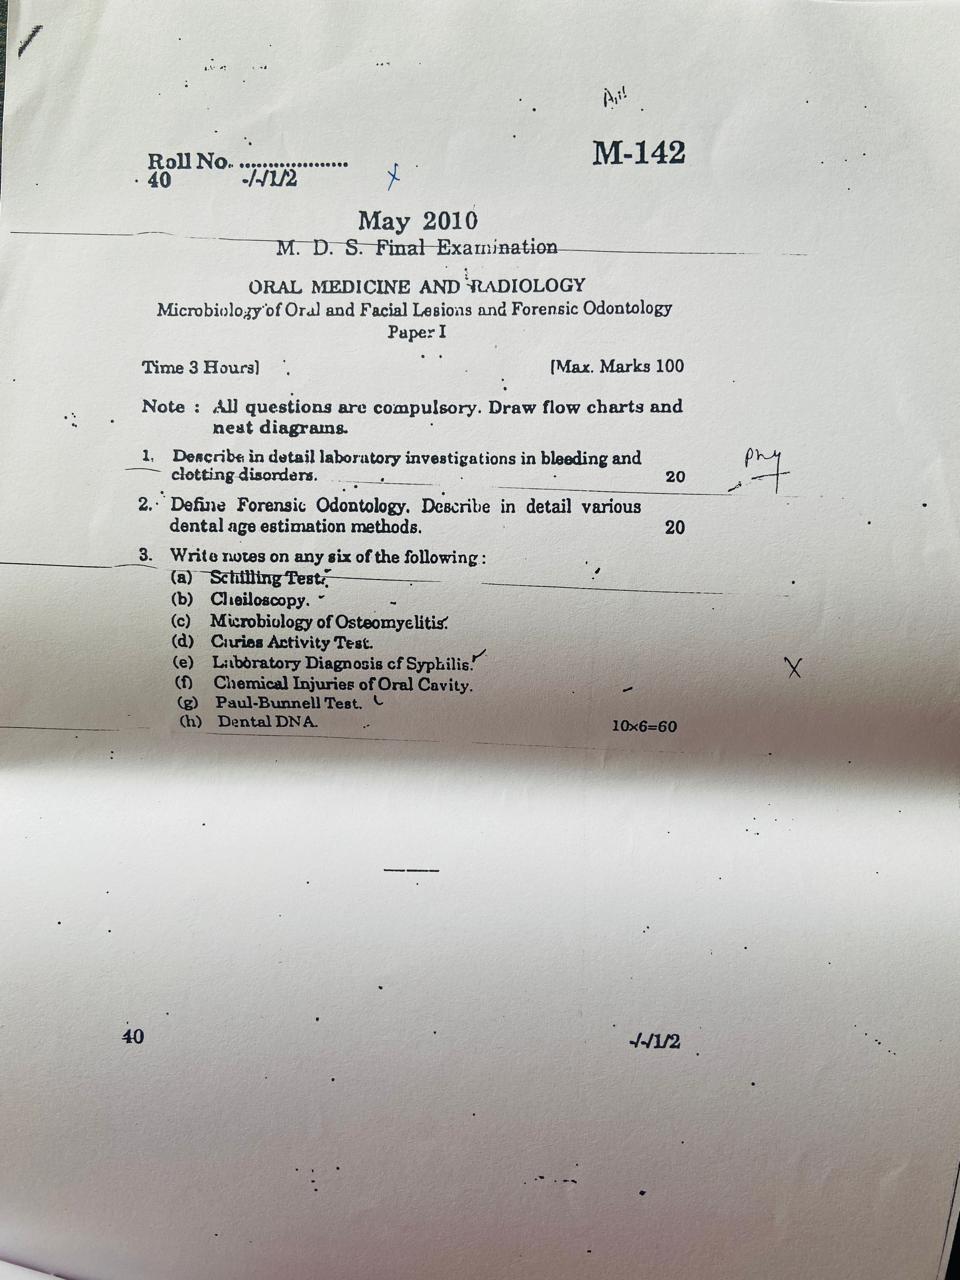 M-142
Roll No. ...................
40 -/-/1/2
May 2010
M. D. S. Final Examination
ORAL MEDICINE AND RADIOLOGY
Microbiology of Oral and Facial Lesions and Forensic Odontology
Paper I
Time 3 Hours] [Max. Marks 100
Note : All questions are compulsory. Draw flow charts and
neat diagrams.
1. Describe in detail laboratory investigations in bleeding and
clotting disorders. 20
2. Define Forensic Odontology. Describe in detail various
dental age estimation methods. 20
3. Write notes on any six of the following :
(a) Schilling Test.
(b) Cheiloscopy.
(c) Microbiology of Osteomyelitis.
(d) Caries Activity Test.
(e) Laboratory Diagnosis of Syphilis.
(f) Chemical Injuries of Oral Cavity.
(g) Paul-Bunnell Test.
(h) Dental DNA. 10×6=60
40 -/-/1/2